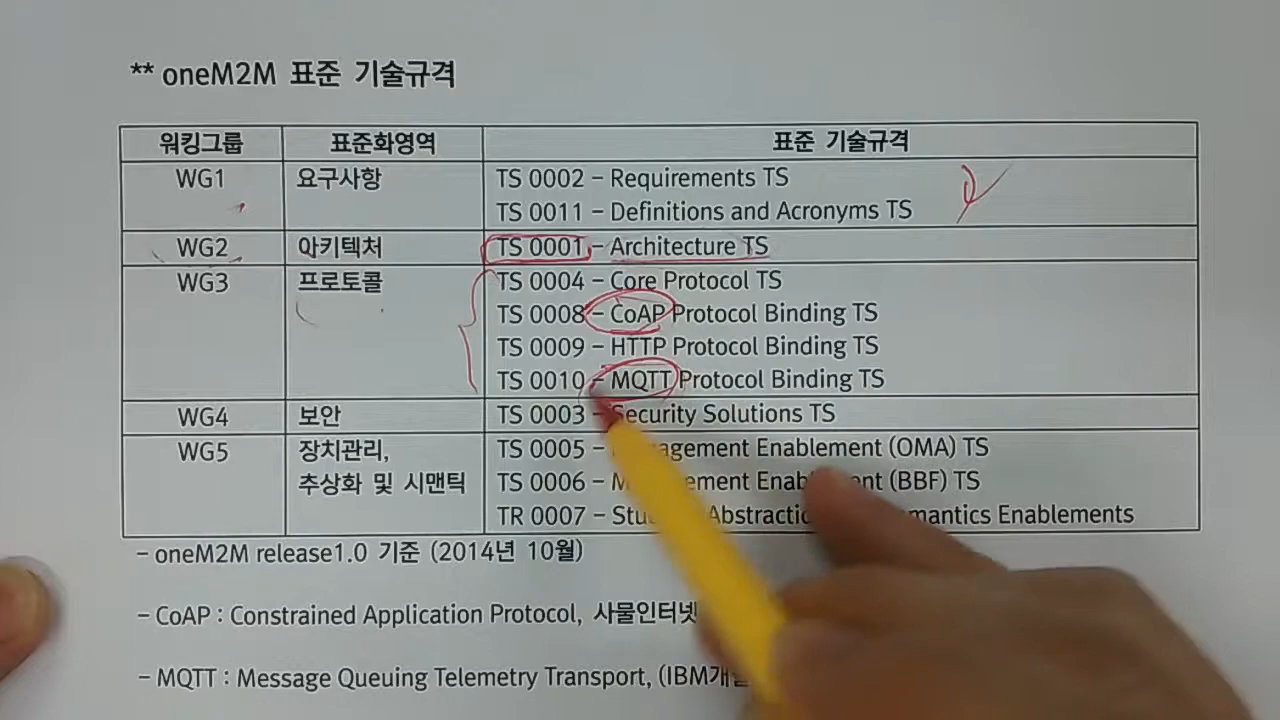 ** oneM2M 표준 기술규격
워킹그룹 표준화영역 표준 기술규격
WG1 요구사항 TS 0002 – Requirements TS
TS 0011 – Definitions and Acronyms TS
WG2 아키텍처 TS 0001 – Architecture TS
WG3 프로토콜 TS 0004 – Core Protocol TS
TS 0008 – CoAP Protocol Binding TS
TS 0009 – HTTP Protocol Binding TS
TS 0010 – MQTT Protocol Binding TS
WG4 보안 TS 0003 – Security Solutions TS
WG5 장치관리, TS 0005 – Enablement (OMA) TS
추상화 및 시맨틱 TS 0006 – (BBF) TS
TR 0007 – Enablements
– oneM2M release1.0 기준 (2014년 10월)
– CoAP : Constrained Application Protocol, 사물인터넷
– MQTT : Message Queuing Telemetry Transport, (IBM개